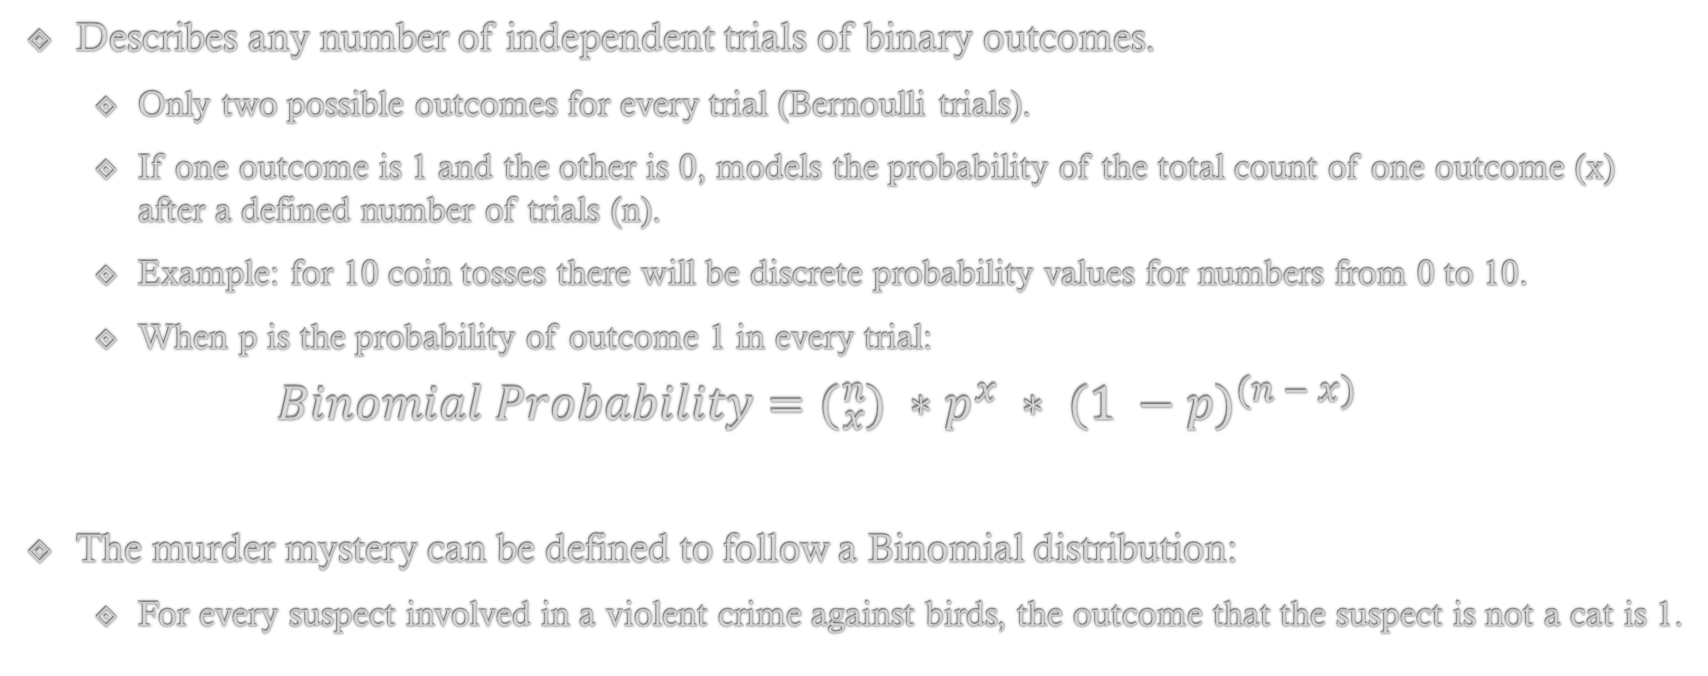 Describes any number of independent trials of binary outcomes.
Only two possible outcomes for every trial (Bernoulli trials).
If one outcome is 1 and the other is 0, models the probability of the total count of one outcome (x)
after a defined number of trials (n).
Example: for 10 coin tosses there will be discrete probability values for numbers from 0 to 10.
When p is the probability of outcome 1 in every trial:
Binomial Probability = (n x) * p^x * (1 − p)^(n − x)
The murder mystery can be defined to follow a Binomial distribution:
For every suspect involved in a violent crime against birds, the outcome that the suspect is not a cat is 1.